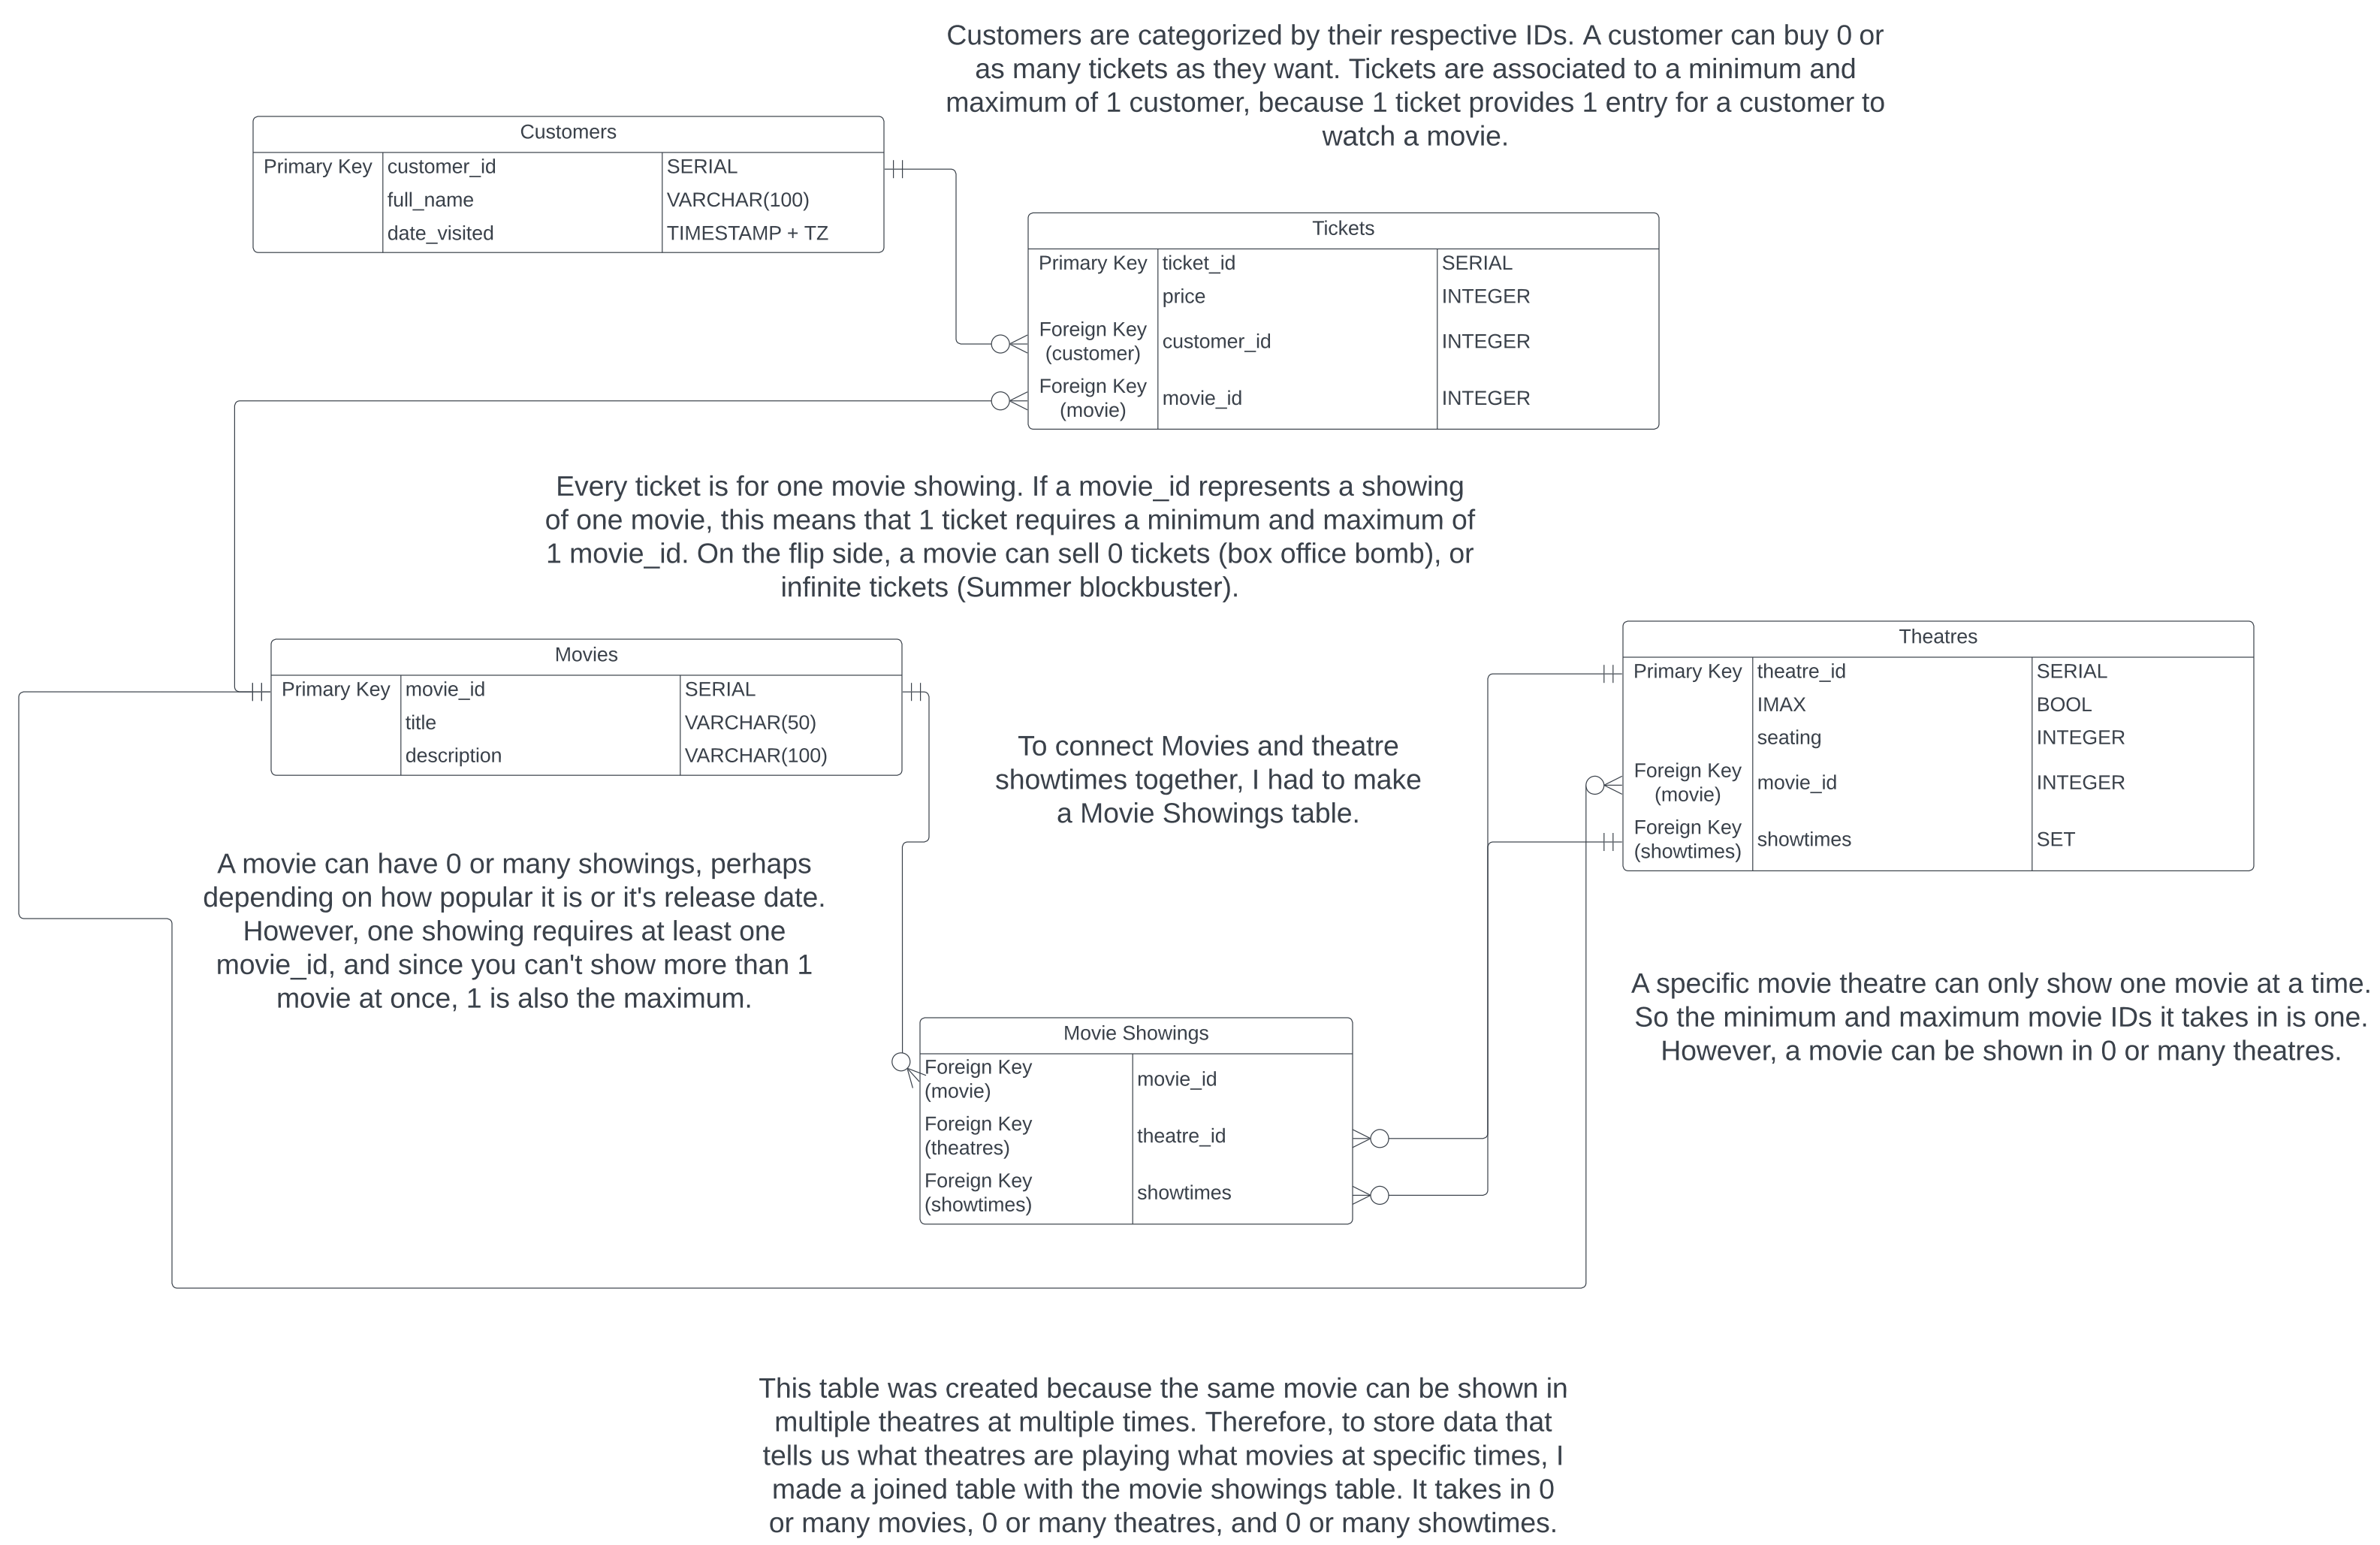 Customers are categorized by their respective IDs. A customer can buy 0 or
as many tickets as they want. Tickets are associated to a minimum and
maximum of 1 customer, because 1 ticket provides 1 entry for a customer to
watch a movie.
Customers
Primary Key customer_id SERIAL
full_name VARCHAR(100)
date_visited TIMESTAMP + TZ
Tickets
Primary Key ticket_id SERIAL
price INTEGER
Foreign Key
(customer) customer_id INTEGER
Foreign Key
(movie) movie_id INTEGER
Every ticket is for one movie showing. If a movie_id represents a showing
of one movie, this means that 1 ticket requires a minimum and maximum of
1 movie_id. On the flip side, a movie can sell 0 tickets (box office bomb), or
infinite tickets (Summer blockbuster).
Movies
Primary Key movie_id SERIAL
title VARCHAR(50)
description VARCHAR(100)
Theatres
Primary Key theatre_id SERIAL
IMAX BOOL
seating INTEGER
Foreign Key
(movie) movie_id INTEGER
Foreign Key
(showtimes) showtimes SET
To connect Movies and theatre
showtimes together, I had to make
a Movie Showings table.
A movie can have 0 or many showings, perhaps
depending on how popular it is or it's release date.
However, one showing requires at least one
movie_id, and since you can't show more than 1
movie at once, 1 is also the maximum.
A specific movie theatre can only show one movie at a time.
So the minimum and maximum movie IDs it takes in is one.
However, a movie can be shown in 0 or many theatres.
Movie Showings
Foreign Key
(movie) movie_id
Foreign Key
(theatres) theatre_id
Foreign Key
(showtimes) showtimes
This table was created because the same movie can be shown in
multiple theatres at multiple times. Therefore, to store data that
tells us what theatres are playing what movies at specific times, I
made a joined table with the movie showings table. It takes in 0
or many movies, 0 or many theatres, and 0 or many showtimes.